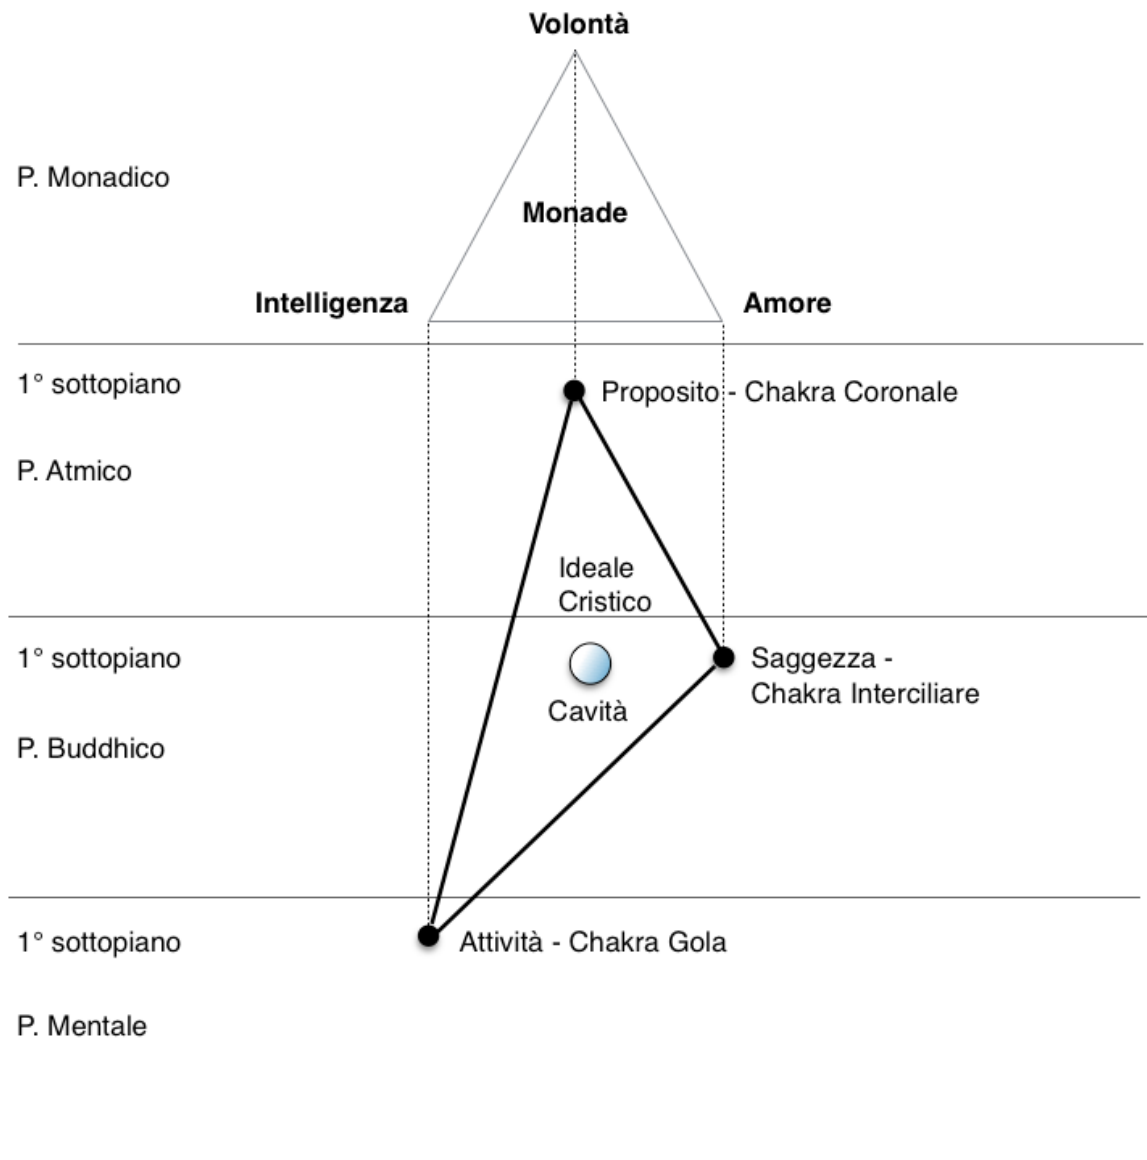 Volontà
P. Monadico
Monade
Intelligenza
Amore
1° sottopiano
Proposito - Chakra Coronale
P. Atmico
Ideale
Cristico
1° sottopiano
Saggezza -
Chakra Interciliare
Cavità
P. Buddhico
1° sottopiano
Attività - Chakra Gola
P. Mentale